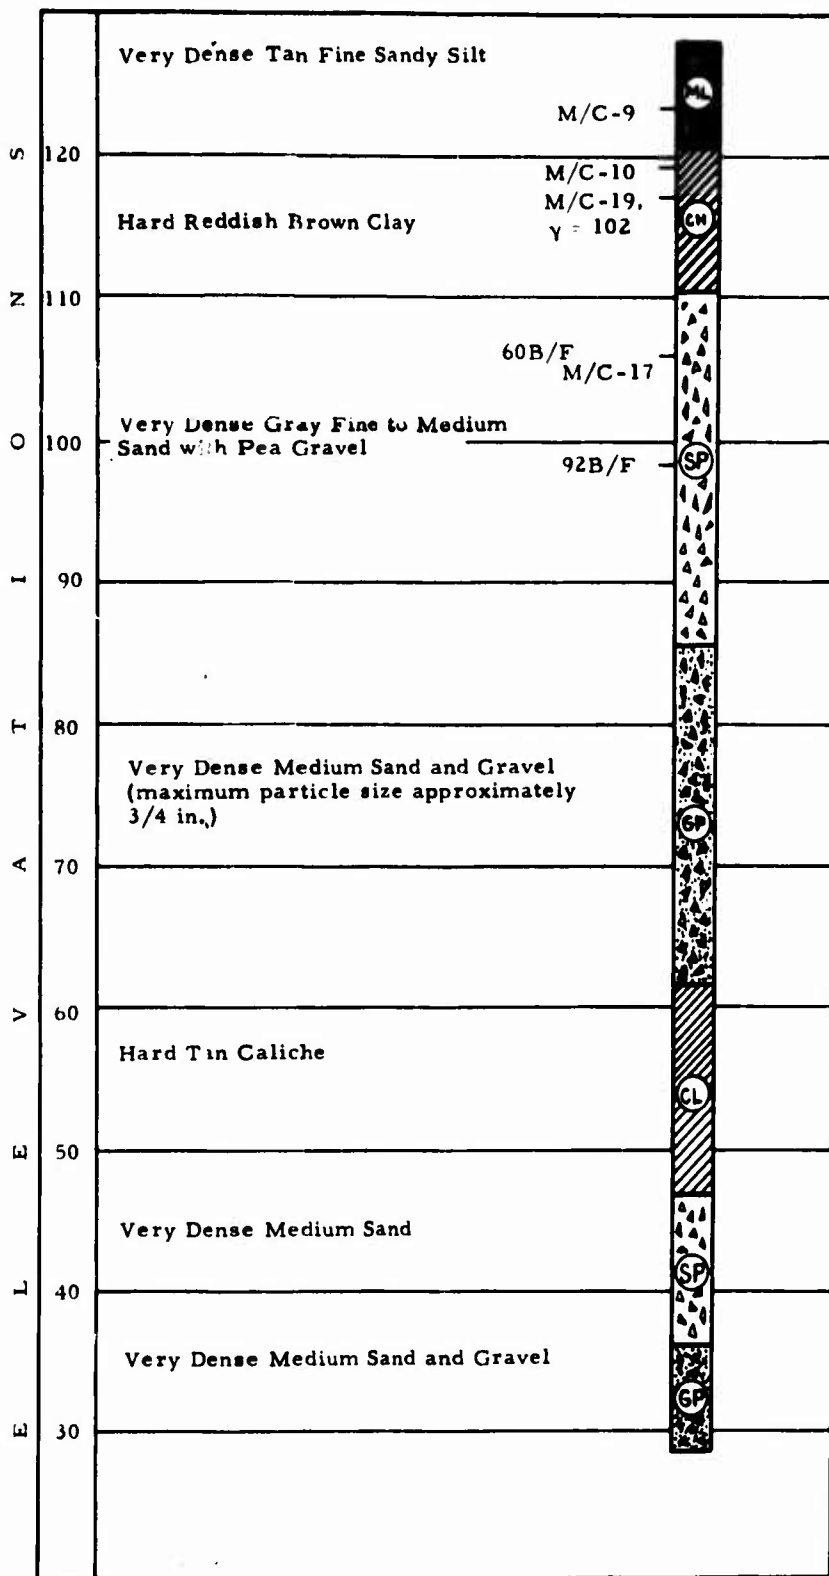 Very Dense Tan Fine Sandy Silt
ML
M/C-9
120
M/C-10
M/C-19,
γ = 102
Hard Reddish Brown Clay
CH
110
60B/F
M/C-17
Very Dense Gray Fine to Medium
100
Sand with Pea Gravel
92B/F
SP
90
80
Very Dense Medium Sand and Gravel
(maximum particle size approximately
3/4 in.)
GP
70
60
Hard Tan Caliche
CL
50
Very Dense Medium Sand
SP
40
Very Dense Medium Sand and Gravel
GP
30
ELEVATIONS